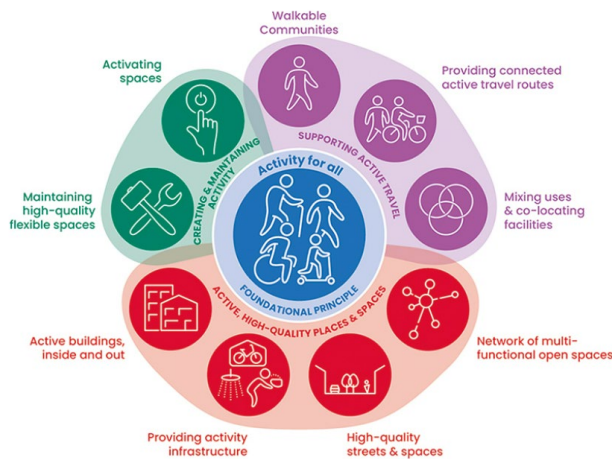 Walkable
Communities
Activating
spaces
Providing connected
active travel routes
SUPPORTING ACTIVE TRAVEL
CREATING & MAINTAINING
ACTIVITY
Activity for all
Maintaining
high-quality
flexible spaces
Mixing uses
& co-locating
facilities
FOUNDATIONAL PRINCIPLE
ACTIVE, HIGH-QUALITY PLACES & SPACES
Active buildings,
inside and out
Network of multi-
functional open spaces
Providing activity
infrastructure
High-quality
streets & spaces